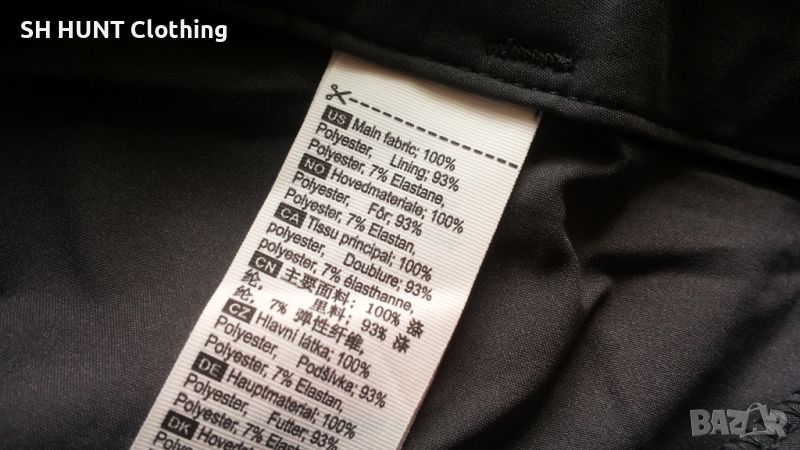 SH HUNT Clothing
US Main fabric; 100%
Polyester, Lining; 93%
Polyester, 7% Elastane,
NO Hovedmateriale; 100%
Polyester, Fôr; 93%
Polyester, 7% Elastan,
CA Tissu principal; 100%
polyester, Doublure; 93%
polyester, 7% élasthanne,
CN 主要面料: 100% 涤
纶, 里料: 93% 涤
纶, 7% 弹性纤维,
CZ Hlavní látka; 100%
Polyester, Podšívka; 93%
Polyester, 7% Elastan,
DE Hauptmaterial; 100%
Polyester, Futter; 93%
Polyester, 7% Elastan,
DK
BAZAR